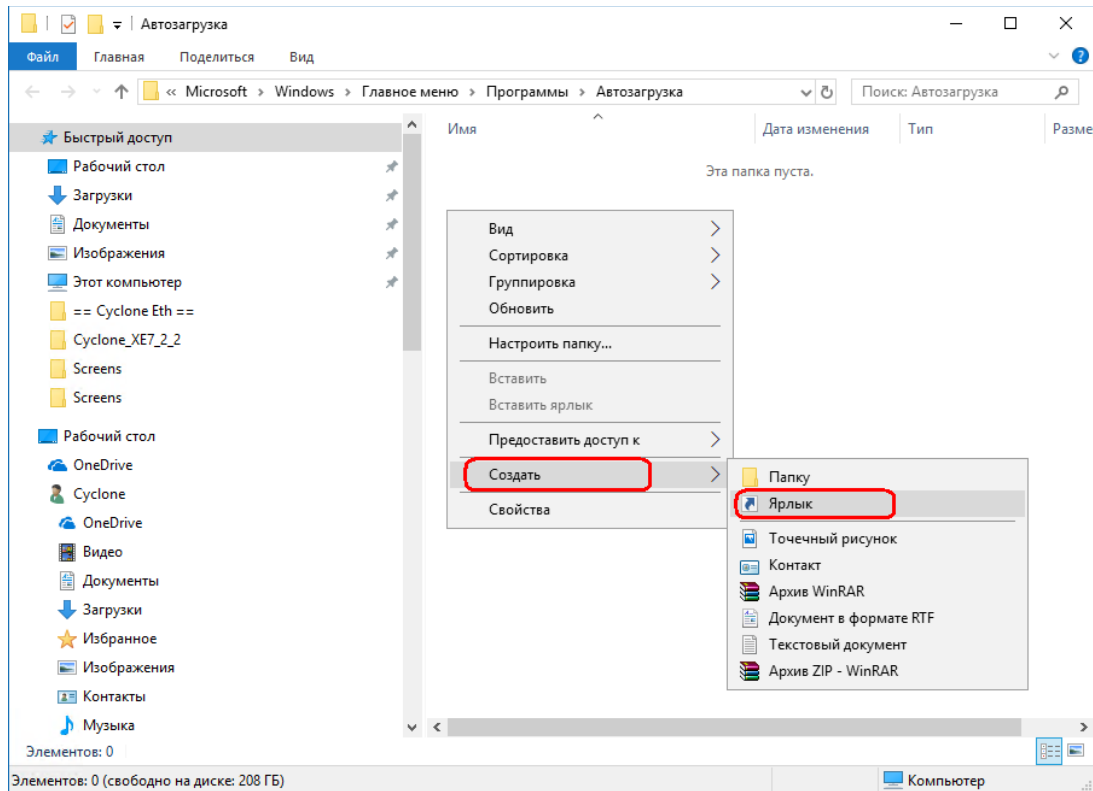 Автозагрузка
Файл Главная Поделиться Вид
« Microsoft › Windows › Главное меню › Программы › Автозагрузка Поиск: Автозагрузка
Быстрый доступ
Рабочий стол
Загрузки
Документы
Изображения
Этот компьютер
== Cyclone Eth ==
Cyclone_XE7_2_2
Screens
Screens
Рабочий стол
OneDrive
Cyclone
OneDrive
Видео
Документы
Загрузки
Избранное
Изображения
Контакты
Музыка
Имя Дата изменения Тип Разме
Эта папка пуста.
Вид
Сортировка
Группировка
Обновить
Настроить папку...
Вставить
Вставить ярлык
Предоставить доступ к
Создать
Свойства
Папку
Ярлык
Точечный рисунок
Контакт
Архив WinRAR
Документ в формате RTF
Текстовый документ
Архив ZIP - WinRAR
Элементов: 0
Элементов: 0 (свободно на диске: 208 ГБ) Компьютер